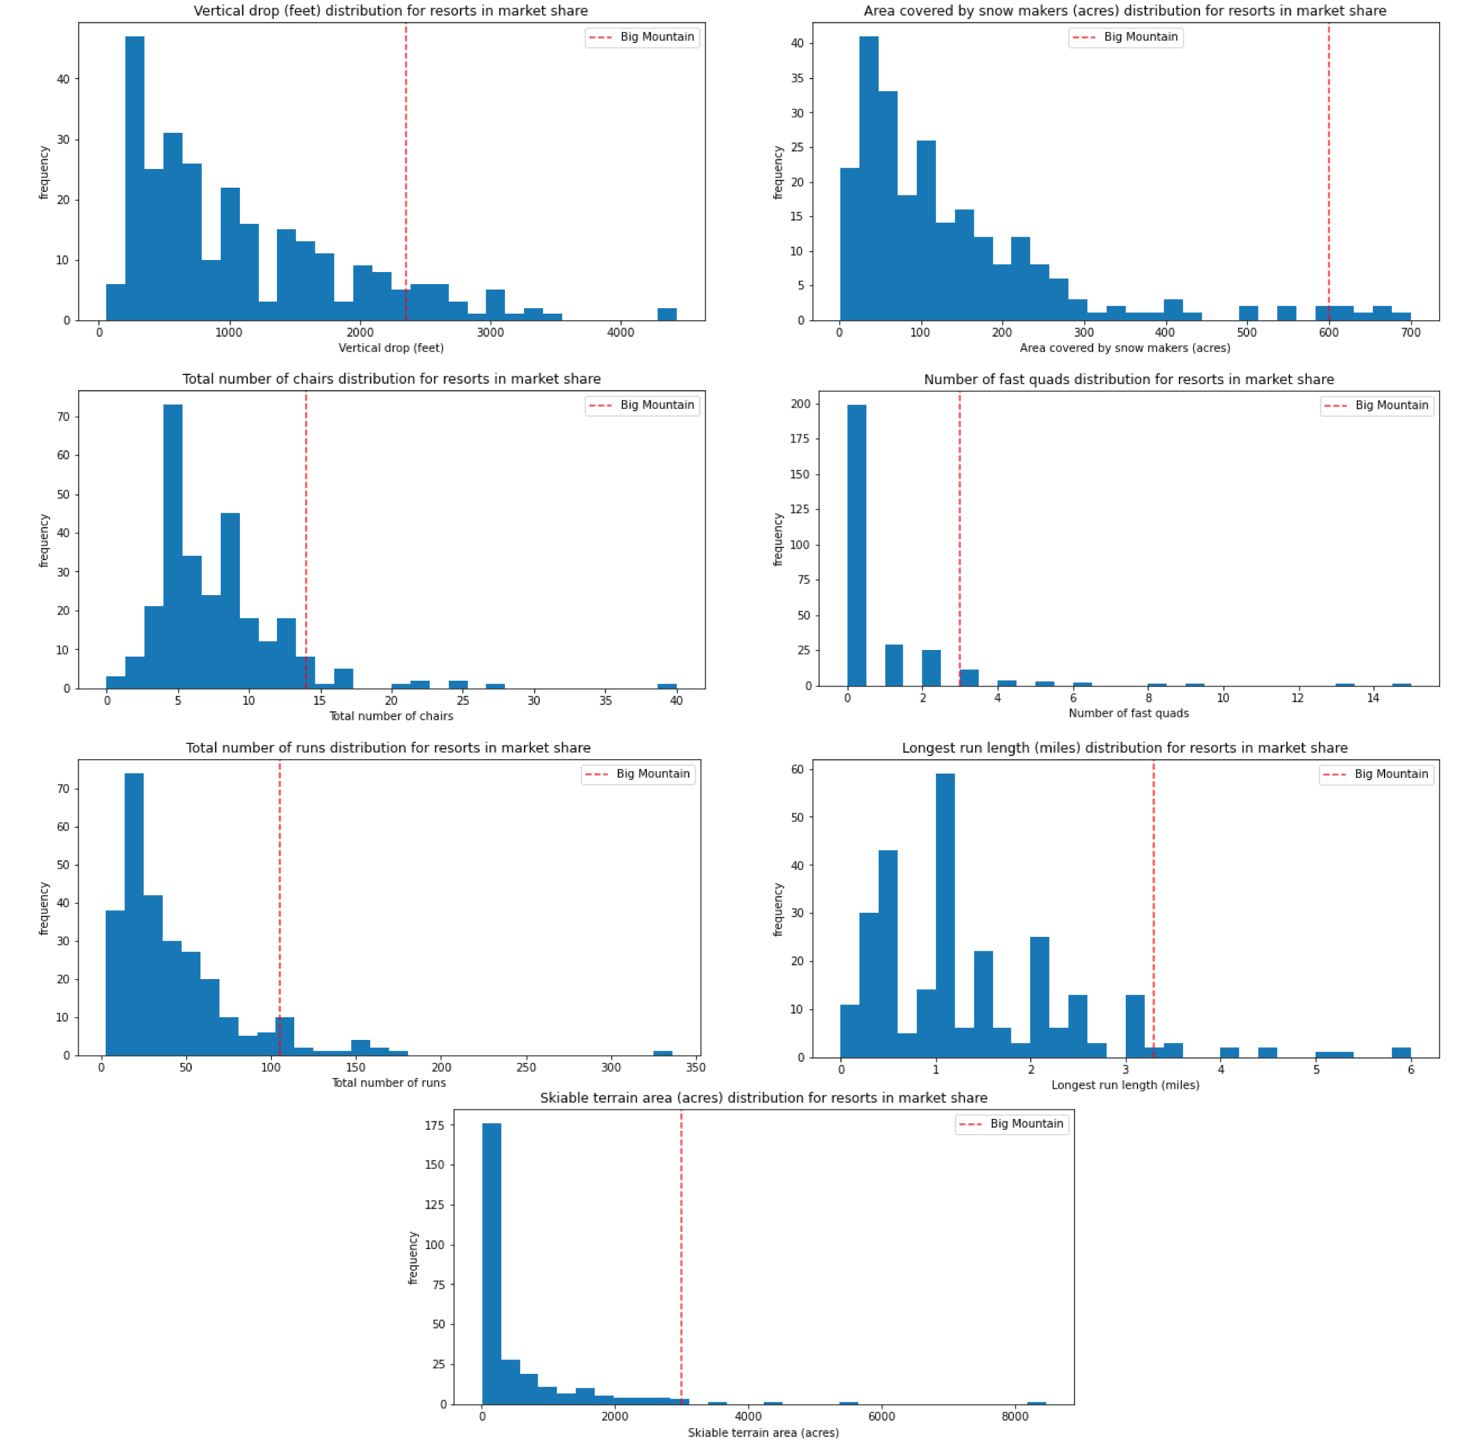 Vertical drop (feet) distribution for resorts in market share
Big Mountain
frequency
40
30
20
10
0
0 1000 2000 3000 4000
Vertical drop (feet)
Area covered by snow makers (acres) distribution for resorts in market share
Big Mountain
frequency
40
35
30
25
20
15
10
5
0
0 100 200 300 400 500 600 700
Area covered by snow makers (acres)
Total number of chairs distribution for resorts in market share
Big Mountain
frequency
70
60
50
40
30
20
10
0
0 5 10 15 20 25 30 35 40
Total number of chairs
Number of fast quads distribution for resorts in market share
Big Mountain
frequency
200
175
150
125
100
75
50
25
0
0 2 4 6 8 10 12 14
Number of fast quads
Total number of runs distribution for resorts in market share
Big Mountain
frequency
70
60
50
40
30
20
10
0
0 50 100 150 200 250 300 350
Total number of runs
Longest run length (miles) distribution for resorts in market share
Big Mountain
frequency
60
50
40
30
20
10
0
0 1 2 3 4 5 6
Longest run length (miles)
Skiable terrain area (acres) distribution for resorts in market share
Big Mountain
frequency
175
150
125
100
75
50
25
0
0 2000 4000 6000 8000
Skiable terrain area (acres)